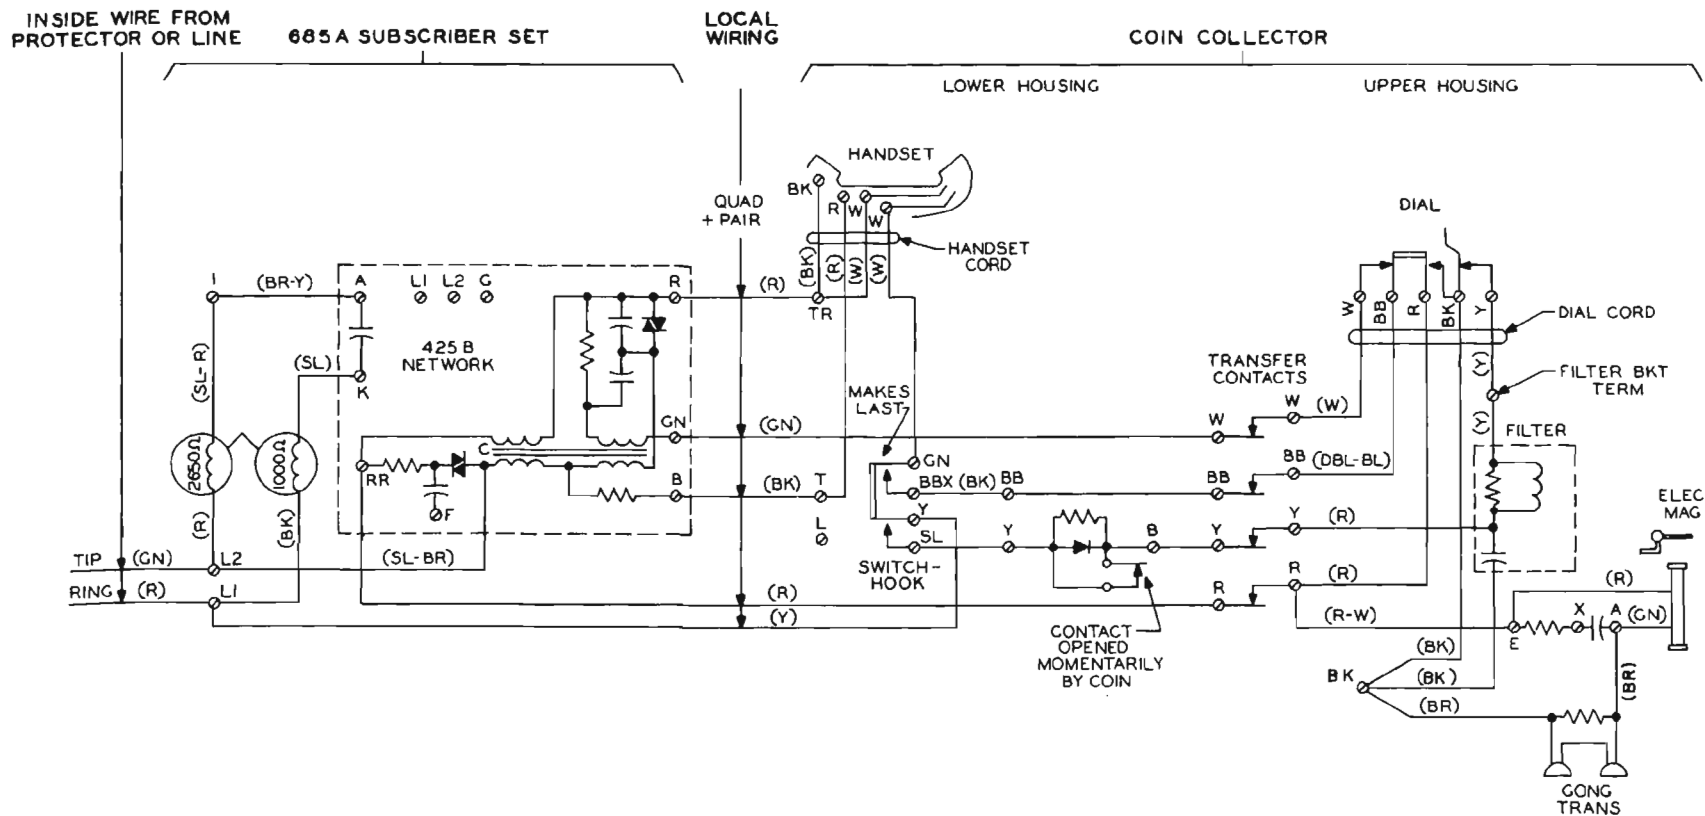 INSIDE WIRE FROM
PROTECTOR OR LINE
685A SUBSCRIBER SET
LOCAL
WIRING
COIN COLLECTOR
LOWER HOUSING
UPPER HOUSING
HANDSET
BK
R
W
W
QUAD
+ PAIR
DIAL
HANDSET
CORD
(BK)
(R)
(W)
(W)
I
(BR-Y)
A
L1
L2
G
R
(R)
TR
W
BB
R
BK
Y
DIAL CORD
425B
NETWORK
(SL-R)
(SL)
K
TRANSFER
CONTACTS
(Y)
FILTER BKT
TERM
MAKES
LAST
W
(W)
(Y)
GN
(GN)
W
FILTER
2650Ω
1000Ω
C
RR
GN
BB
(DBL-BL)
B
(BK)
T
BBX
(BK)
BB
BB
ELEC
MAG
F
L
Y
Y
(R)
(R)
(BK)
SL
Y
B
Y
TIP
(GN)
L2
(SL-BR)
SWITCH-
HOOK
R
(R)
(R)
RING
(R)
L1
(R)
R
(Y)
(R-W)
E
X
A
(GN)
CONTACT
OPENED
MOMENTARILY
BY COIN
(BK)
BK
(BK)
(BR)
(BR)
GONG
TRANS